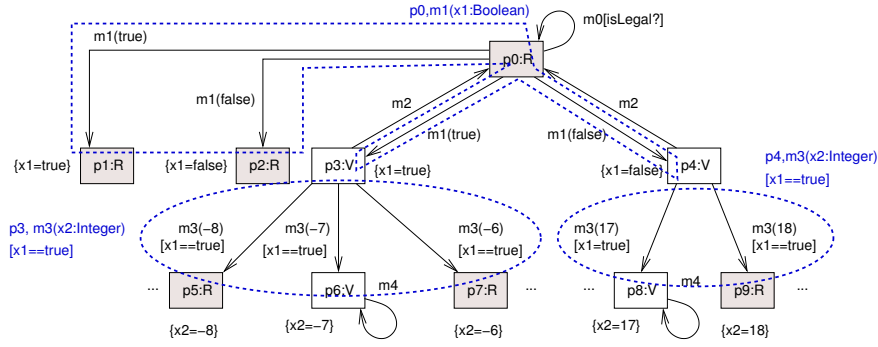 p0,m1(x1:Boolean)
m0[isLegal?]
m1(true)
p0:R
m1(false)
m2
m2
m1(true)
m1(false)
{x1=true}
p1:R
{x1=false}
p2:R
p3:V
{x1=true}
{x1=false}
p4:V
p4,m3(x2:Integer)
[x1==true]
p3, m3(x2:Integer)
[x1==true]
m3(-8)
[x1==true]
m3(-7)
[x1==true]
m3(-6)
[x1==true]
m3(17)
[x1=true]
m3(18)
[x1==true]
...
p5:R
p6:V
m4
p7:R
...
...
p8:V
m4
p9:R
...
{x2=-8}
{x2=-7}
{x2=-6}
{x2=17}
{x2=18}